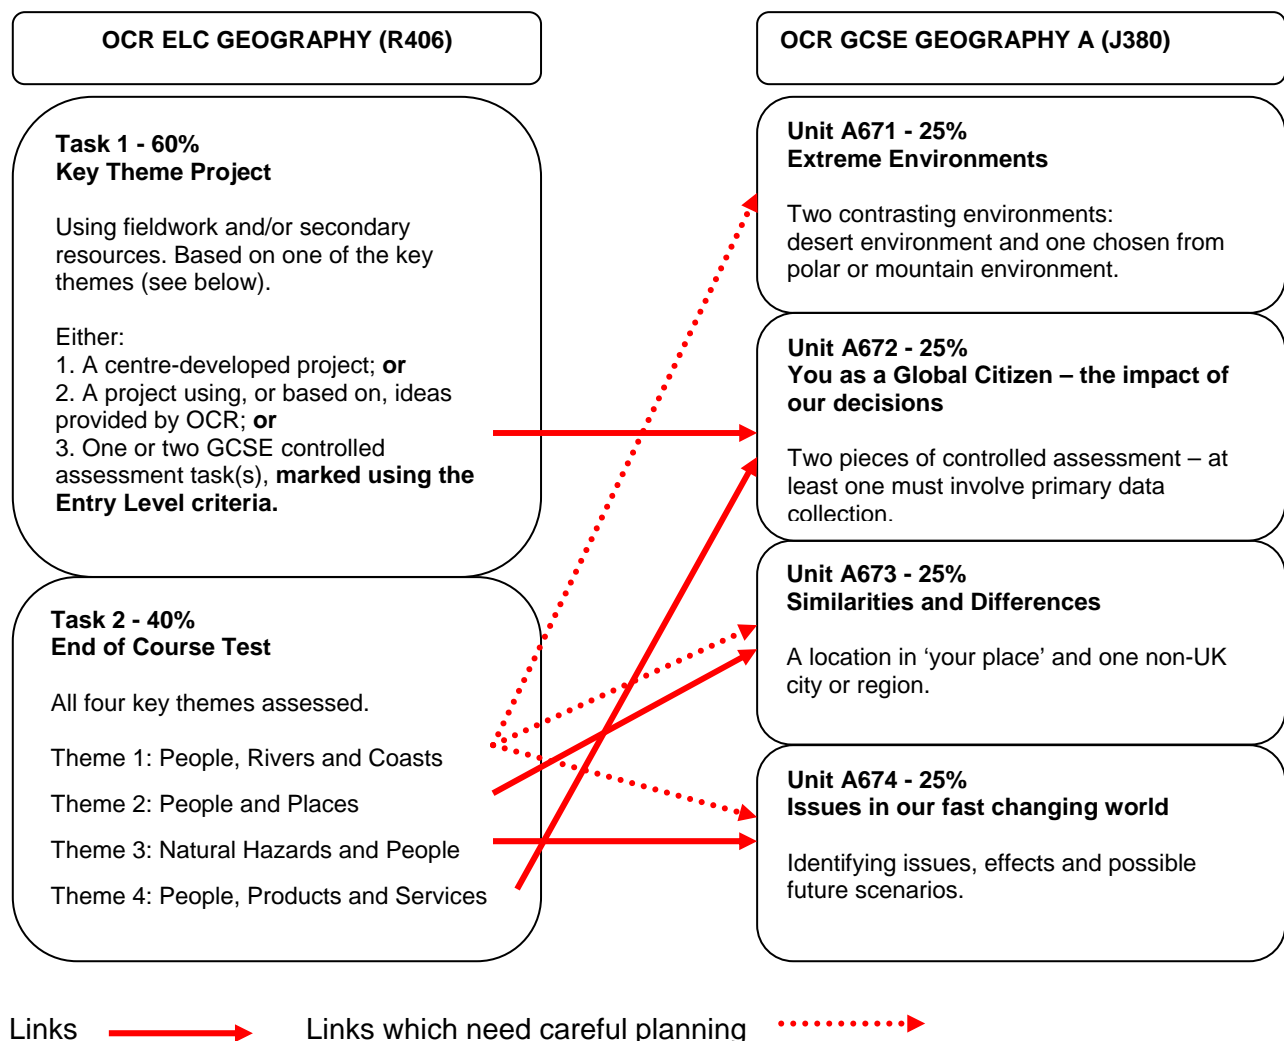 OCR ELC GEOGRAPHY (R406)
Task 1 - 60%
Key Theme Project
Using fieldwork and/or secondary
resources. Based on one of the key
themes (see below).
Either:
1. A centre-developed project; or
2. A project using, or based on, ideas
provided by OCR; or
3. One or two GCSE controlled
assessment task(s), marked using the
Entry Level criteria.
Task 2 - 40%
End of Course Test
All four key themes assessed.
Theme 1: People, Rivers and Coasts
Theme 2: People and Places
Theme 3: Natural Hazards and People
Theme 4: People, Products and Services
OCR GCSE GEOGRAPHY A (J380)
Unit A671 - 25%
Extreme Environments
Two contrasting environments:
desert environment and one chosen from
polar or mountain environment.
Unit A672 - 25%
You as a Global Citizen – the impact of
our decisions
Two pieces of controlled assessment – at
least one must involve primary data
collection.
Unit A673 - 25%
Similarities and Differences
A location in ‘your place’ and one non-UK
city or region.
Unit A674 - 25%
Issues in our fast changing world
Identifying issues, effects and possible
future scenarios.
Links
Links which need careful planning